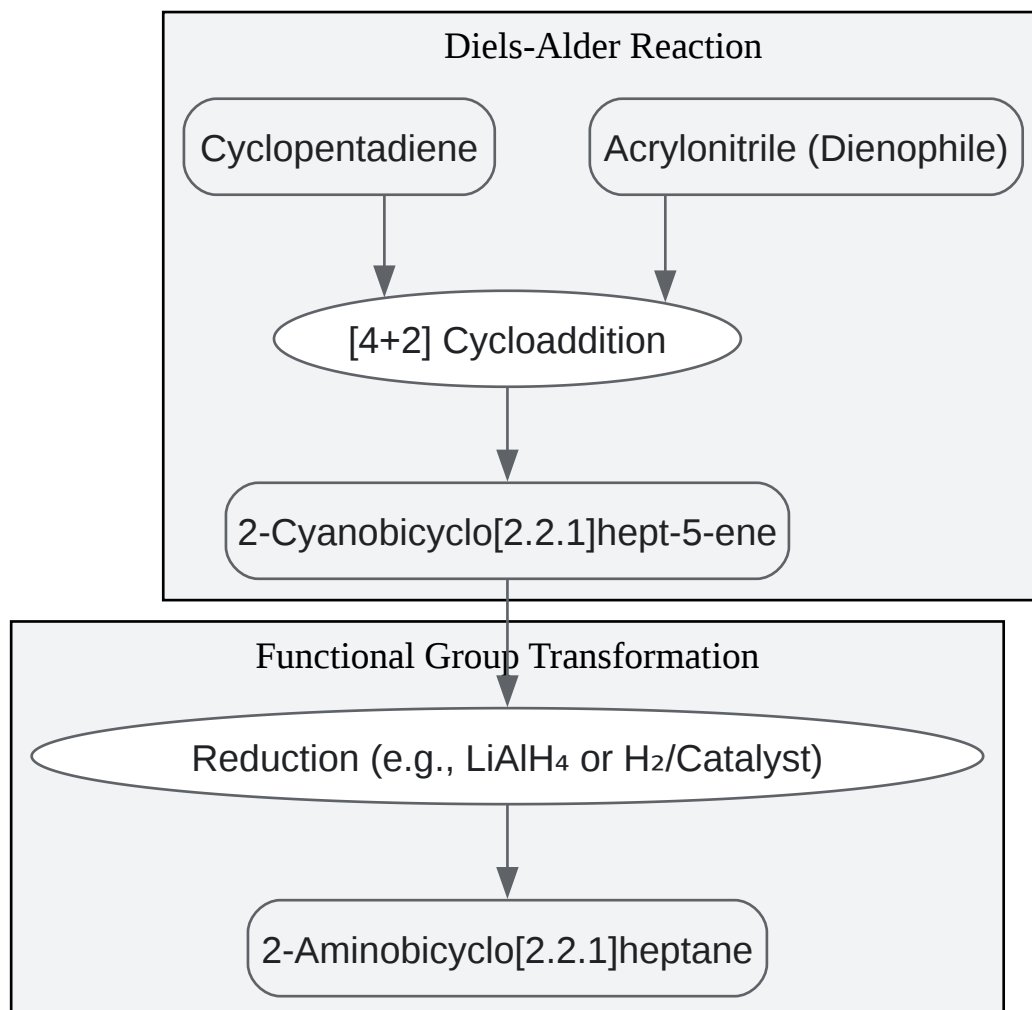 Diels-Alder Reaction
Cyclopentadiene
Acrylonitrile (Dienophile)
[4+2] Cycloaddition
2-Cyanobicyclo[2.2.1]hept-5-ene
Functional Group Transformation
Reduction (e.g., LiAlH₄ or H₂/Catalyst)
2-Aminobicyclo[2.2.1]heptane